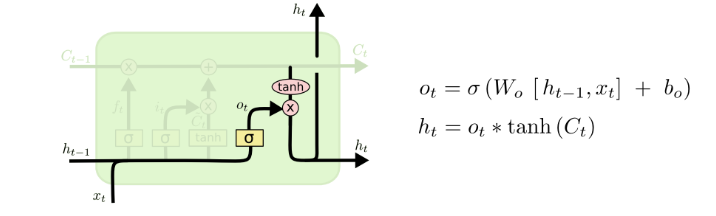 h_t
C_{t-1}
C_t
x
+
tanh
f_t
i_t
o_t
x
x
C̃_t
σ
σ
tanh
σ
h_{t-1}
h_t
x_t
o_t = σ (W_o [ h_{t-1}, x_t ] + b_o)
h_t = o_t * tanh (C_t)